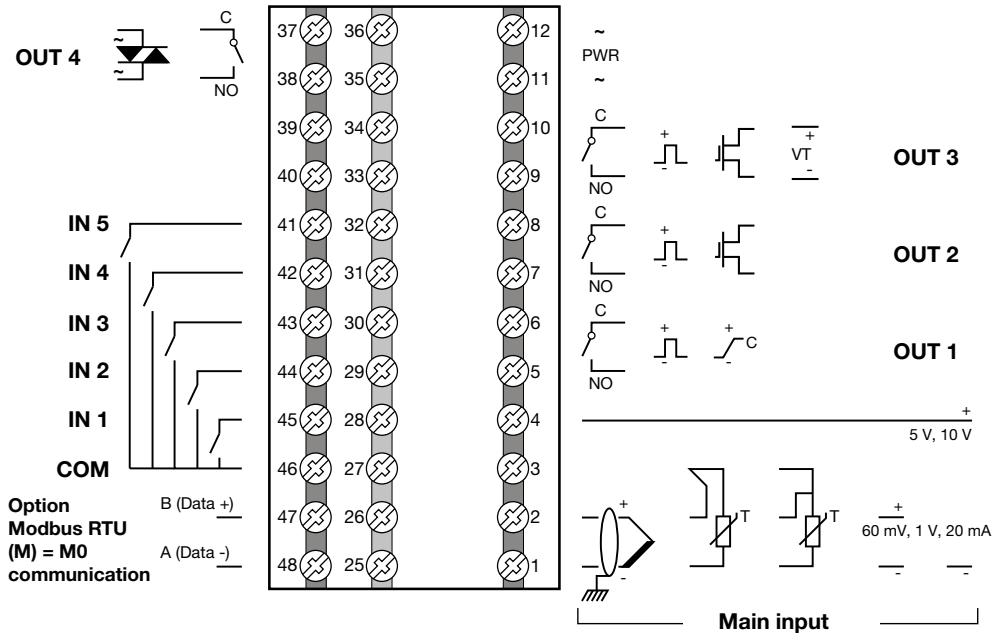 OUT 4
~
~
C
NO
37 36 12
38 35 11
39 34 10
40 33 9
41 32 8
42 31 7
43 30 6
44 29 5
45 28 4
46 27 3
47 26 2
48 25 1
IN 5
IN 4
IN 3
IN 2
IN 1
COM
Option
Modbus RTU
(M) = M0
communication
B (Data +)
A (Data -)
~
PWR
~
C
NO
+
-
+
VT
-
OUT 3
C
NO
+
-
OUT 2
C
NO
+
-
+
C
-
OUT 1
+
5 V, 10 V
+
-
T
T
+
60 mV, 1 V, 20 mA
-
-
Main input